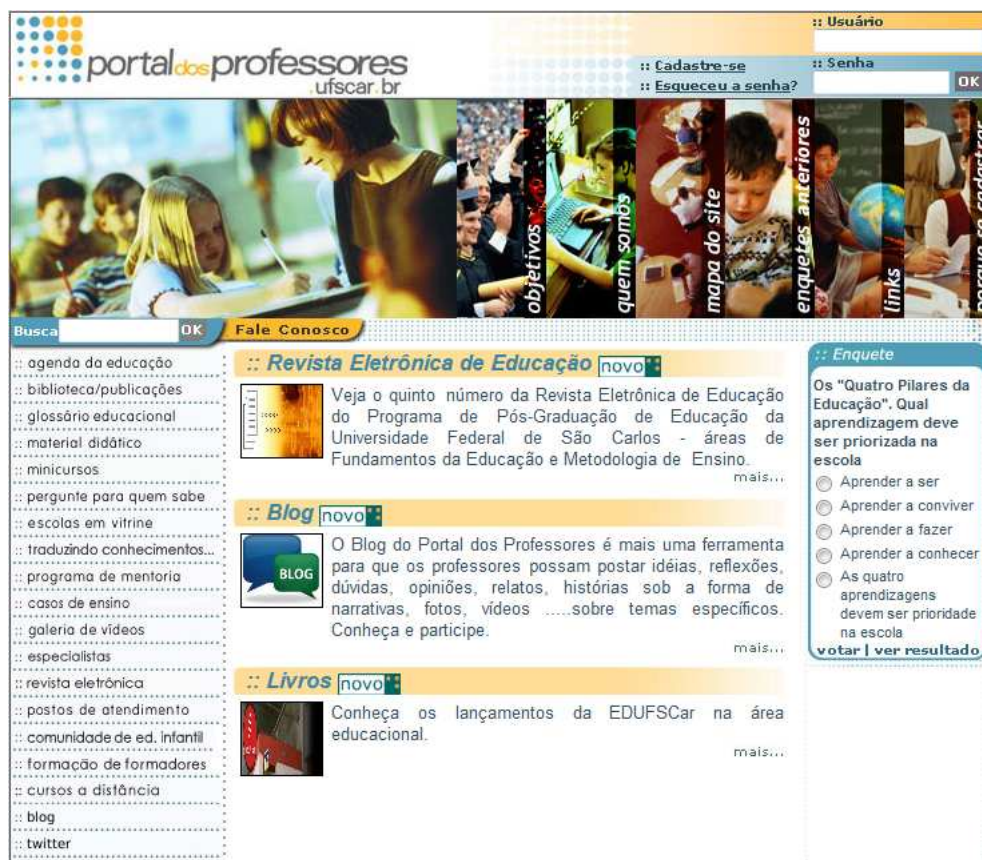 :: Usuário
portaldosprofessores
.ufscar.br
:: Cadastre-se
:: Senha
:: Esqueceu a senha?
OK
objetivos
quem somos
mapa do site
enquetes anteriores
links
porque se cadastrar
Busca
OK
Fale Conosco
:: agenda da educação
:: biblioteca/publicações
:: glossário educacional
:: material didático
:: minicursos
:: pergunte para quem sabe
:: escolas em vitrine
:: traduzindo conhecimentos...
:: programa de mentoria
:: casos de ensino
:: galeria de vídeos
:: especialistas
:: revista eletrônica
:: postos de atendimento
:: comunidade de ed. infantil
:: formação de formadores
:: cursos a distância
:: blog
:: twitter
:: Revista Eletrônica de Educação novo
Veja o quinto número da Revista Eletrônica de Educação
do Programa de Pós-Graduação de Educação da
Universidade Federal de São Carlos - áreas de
Fundamentos da Educação e Metodologia de Ensino.
mais...
:: Blog novo
BLOG
O Blog do Portal dos Professores é mais uma ferramenta
para que os professores possam postar idéias, reflexões,
dúvidas, opiniões, relatos, histórias sob a forma de
narrativas, fotos, vídeos .....sobre temas específicos.
Conheça e participe.
mais...
:: Livros novo
Conheça os lançamentos da EDUFSCar na área
educacional.
mais...
:: Enquete
Os "Quatro Pilares da
Educação". Qual
aprendizagem deve
ser priorizada na
escola
Aprender a ser
Aprender a conviver
Aprender a fazer
Aprender a conhecer
As quatro
aprendizagens
devem ser prioridade
na escola
votar | ver resultado